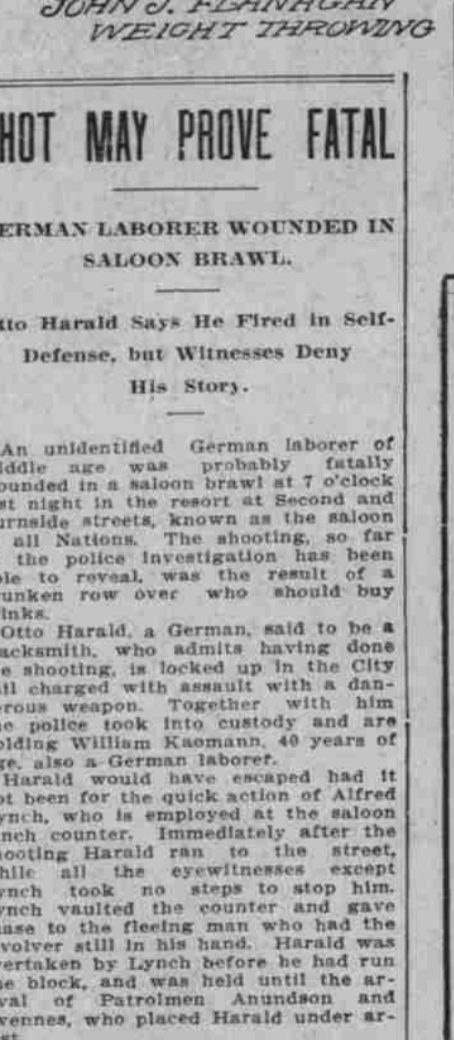 JOHN J. FLANAGAN
WEIGHT THROWING
HOT MAY PROVE FATAL
ERMAN LABORER WOUNDED IN
SALOON BRAWL.
tto Harald Says He Fired in Self-
Defense, but Witnesses Deny
His Story.
An unidentified German laborer of
iddle age was probably fatally
ounded in a saloon brawl at 7 o'clock
st night in the resort at Second and
urnside streets, known as the saloon
all Nations. The shooting, so far
the police investigation has been
ble to reveal, was the result of a
unken row over who should buy
inks.
Otto Harald, a German, said to be a
acksmith, who admits having done
e shooting, is locked up in the City
il charged with assault with a dan-
erous weapon. Together with him
e police took into custody and are
olding William Kaomann, 40 years of
ge, also a German laborer.
Harald would have escaped had it
ot been for the quick action of Alfred
ynch, who is employed at the saloon
nch counter. Immediately after the
ooting Harald ran to the street,
hile all the eyewitnesses except
ynch took no steps to stop him.
ynch vaulted the counter and gave
ase to the fleeing man who had the
volver still in his hand. Harald was
ertaken by Lynch before he had run
e block, and was held until the ar-
val of Patrolmen Anundson and
vennes, who placed Harald under ar-